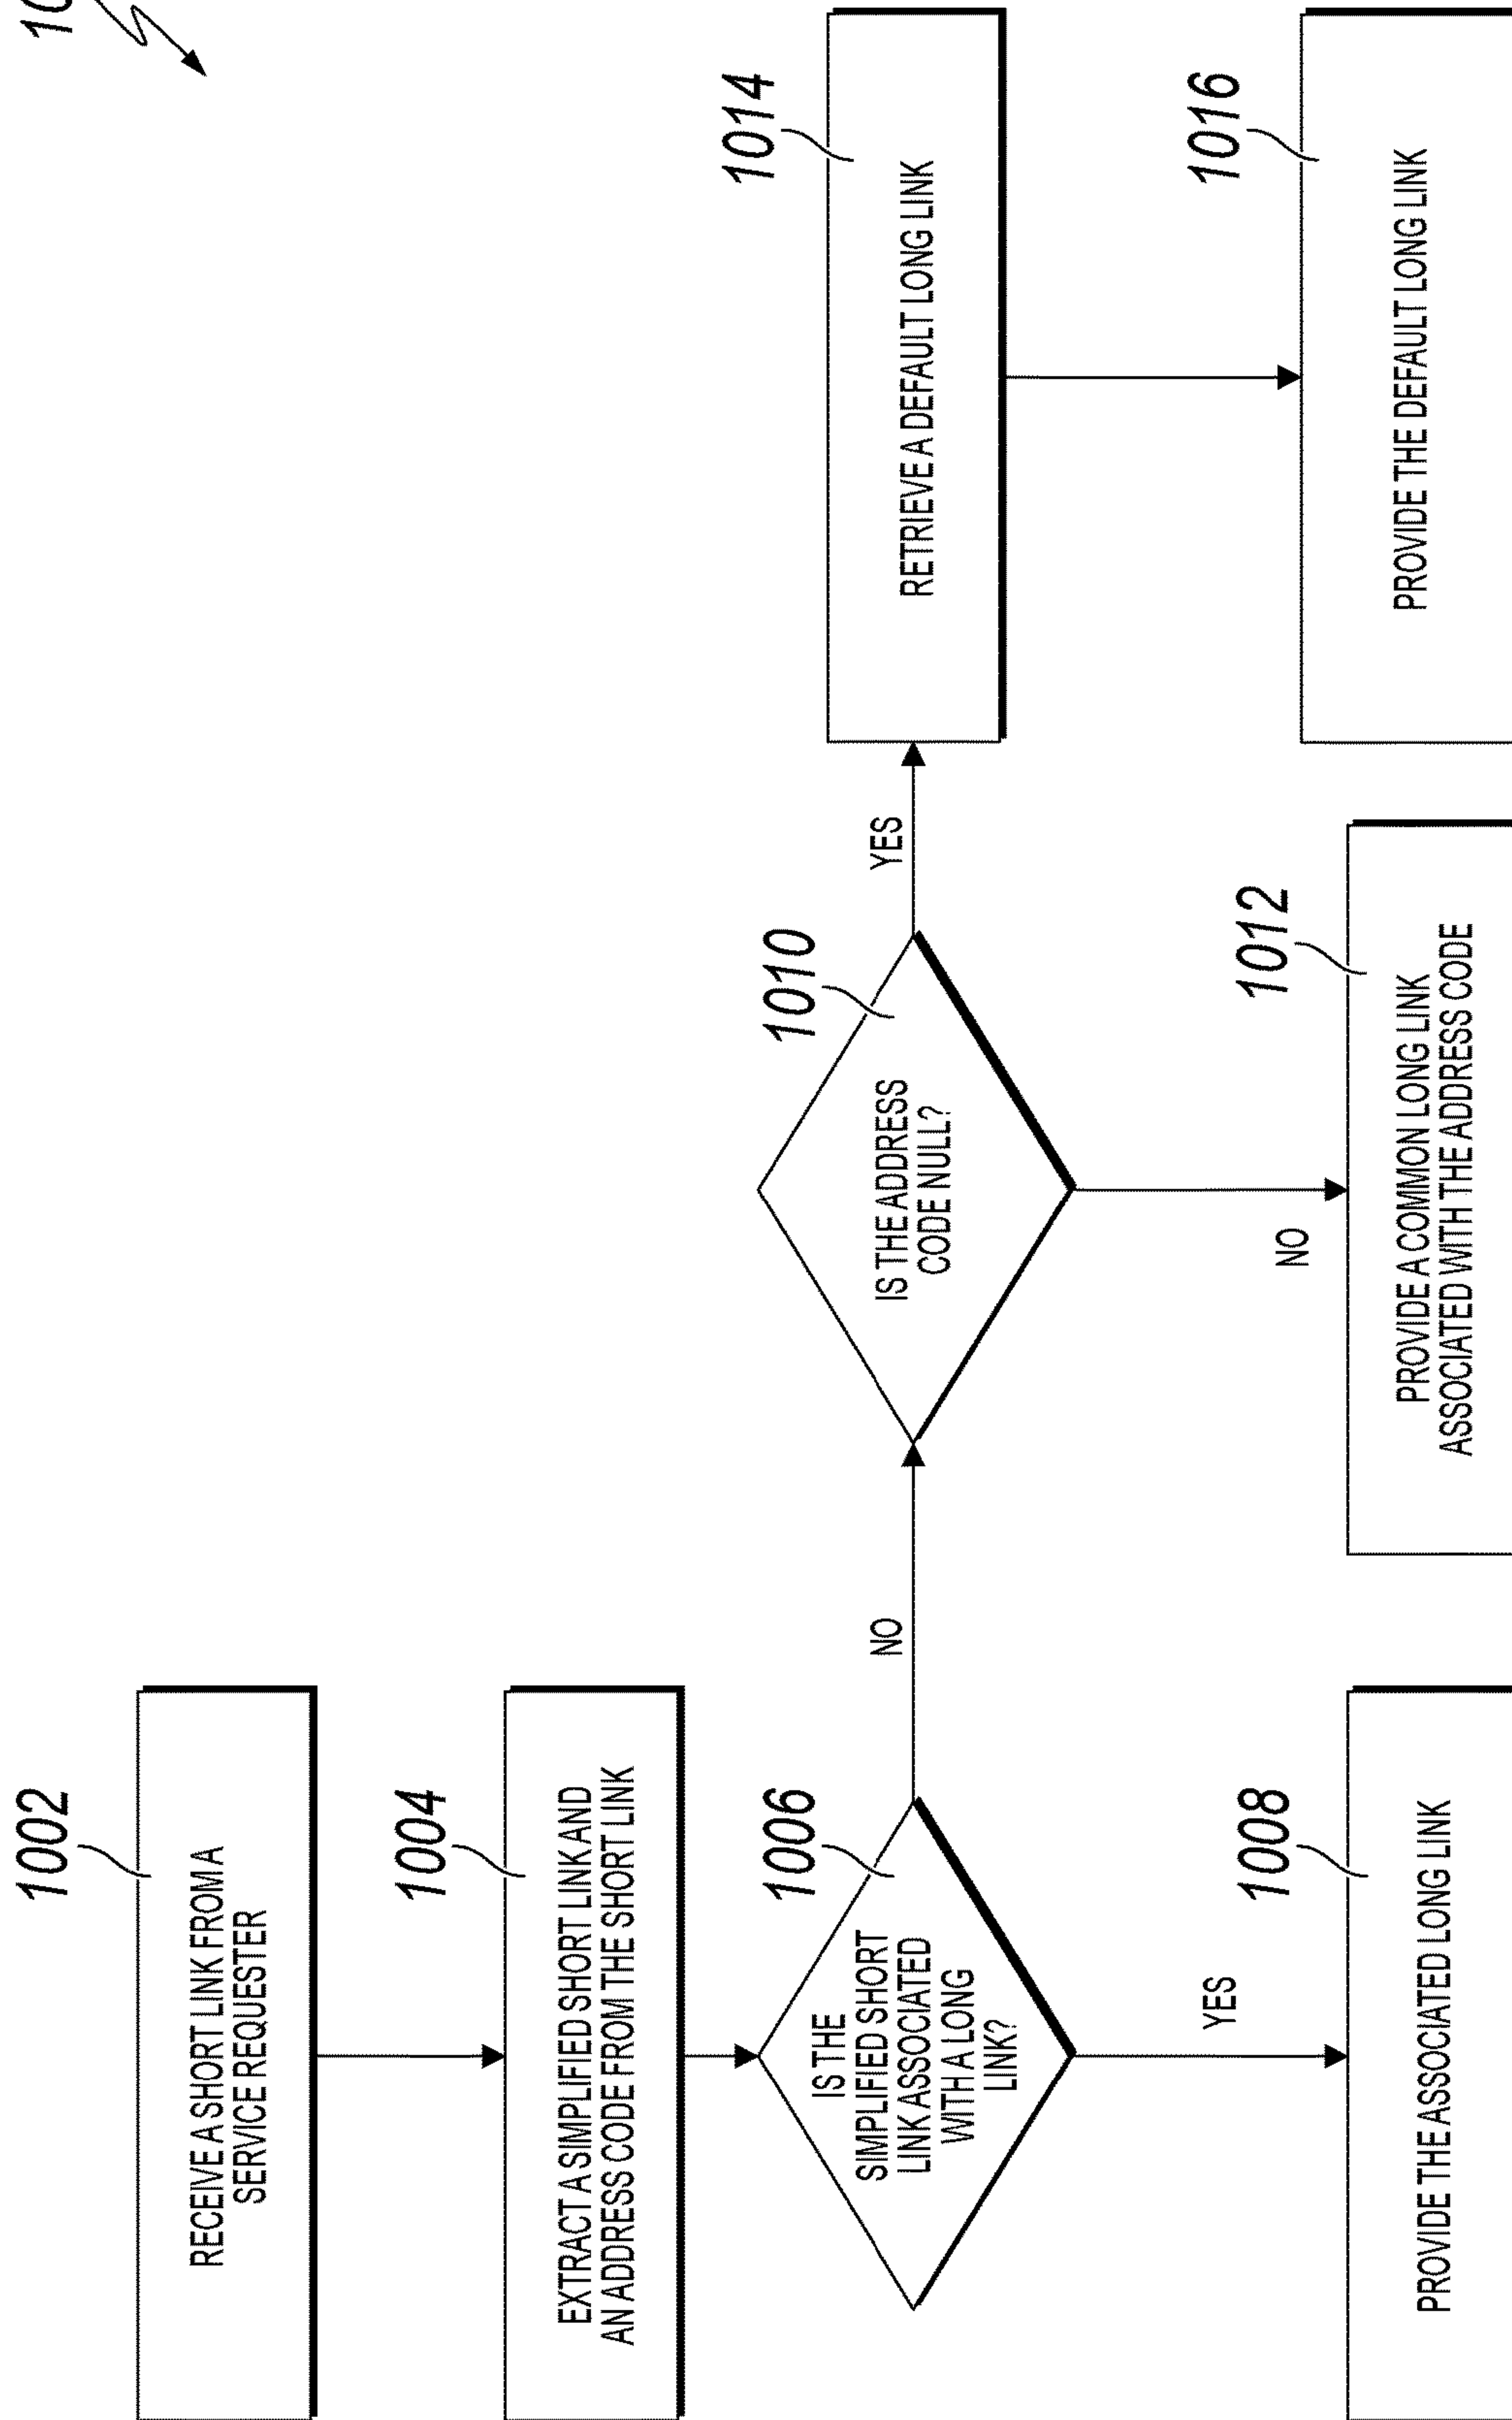 1002
RECEIVE A SHORT LINK FROM A
SERVICE REQUESTER
1004
EXTRACT A SIMPLIFIED SHORT LINK AND
AN ADDRESS CODE FROM THE SHORT LINK
1006
IS THE
SIMPLIFIED SHORT
LINK ASSOCIATED
WITH A LONG
LINK?
YES
NO
1008
PROVIDE THE ASSOCIATED LONG LINK
1010
IS THE ADDRESS
CODE NULL?
NO
YES
1012
PROVIDE A COMMON LONG LINK
ASSOCIATED WITH THE ADDRESS CODE
1014
RETRIEVE A DEFAULT LONG LINK
1016
PROVIDE THE DEFAULT LONG LINK